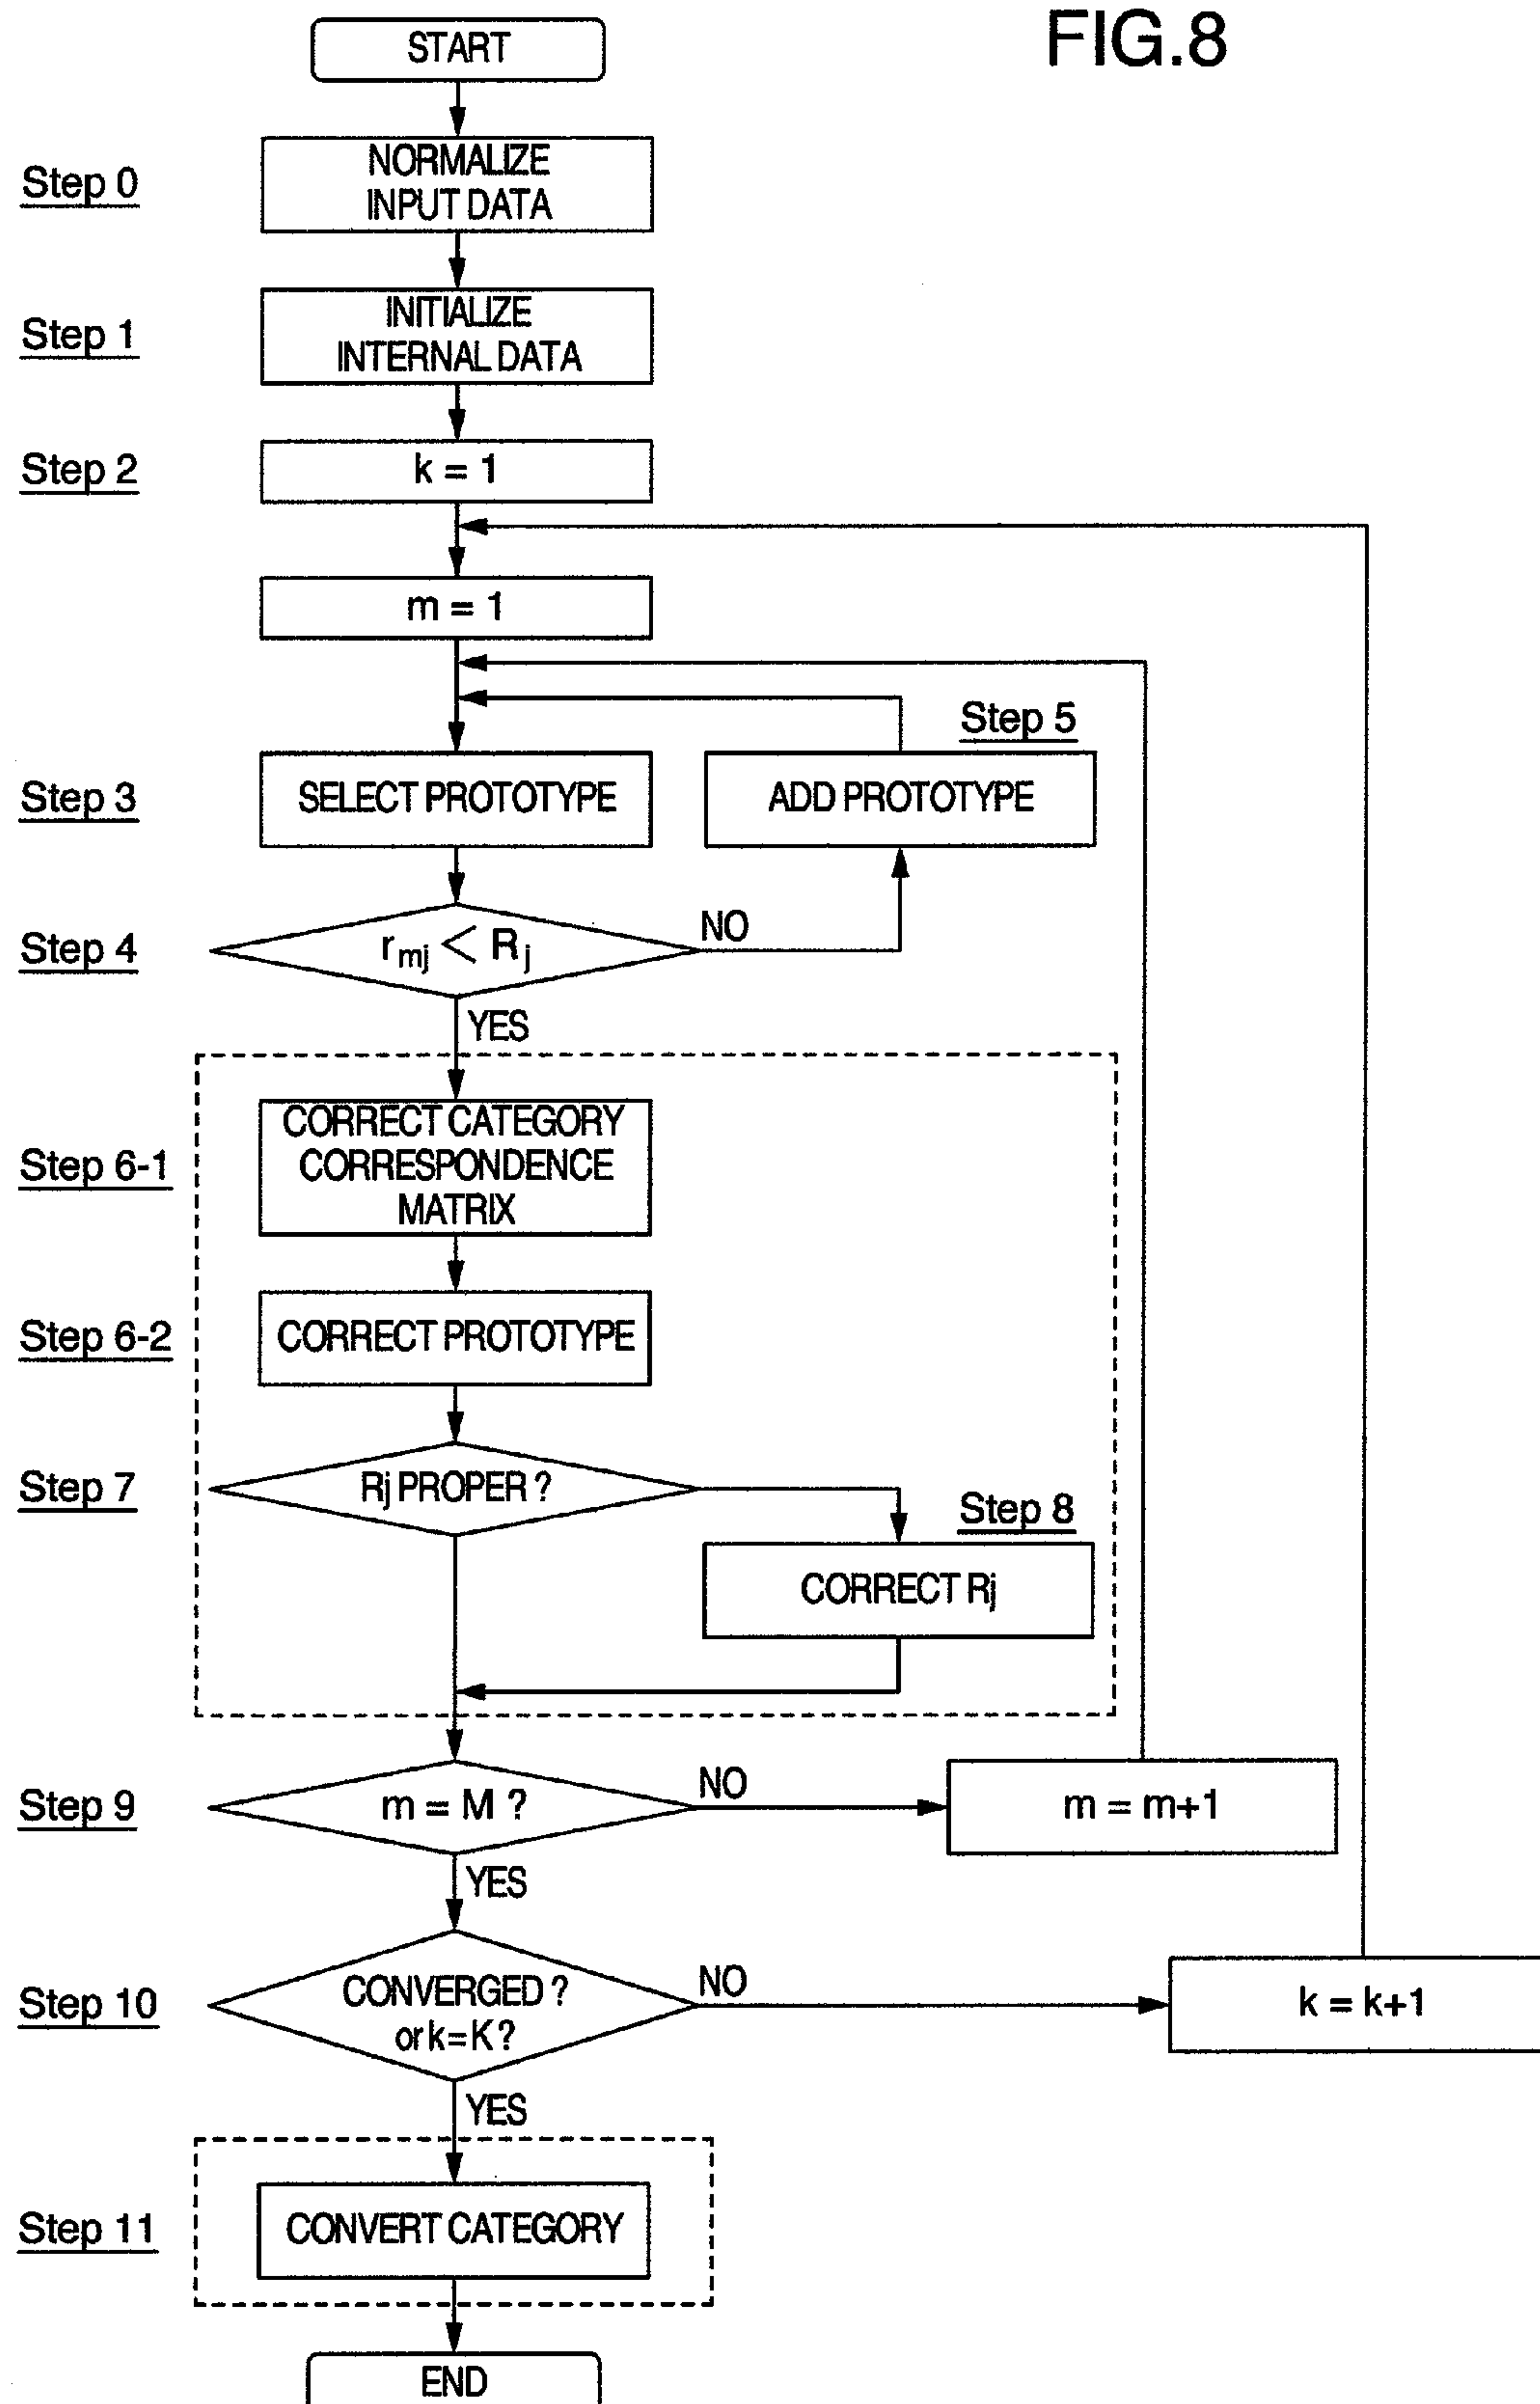 FIG.8
START
Step 0
NORMALIZE
INPUT DATA
Step 1
INITIALIZE
INTERNAL DATA
Step 2
k = 1
m = 1
Step 5
Step 3
SELECT PROTOTYPE
ADD PROTOTYPE
Step 4
r mj < R j
NO
YES
Step 6-1
CORRECT CATEGORY
CORRESPONDENCE
MATRIX
Step 6-2
CORRECT PROTOTYPE
Step 7
Rj PROPER ?
Step 8
CORRECT Rj
Step 9
m = M ?
NO
m = m+1
YES
Step 10
CONVERGED ?
or k = K ?
NO
k = k+1
YES
Step 11
CONVERT CATEGORY
END